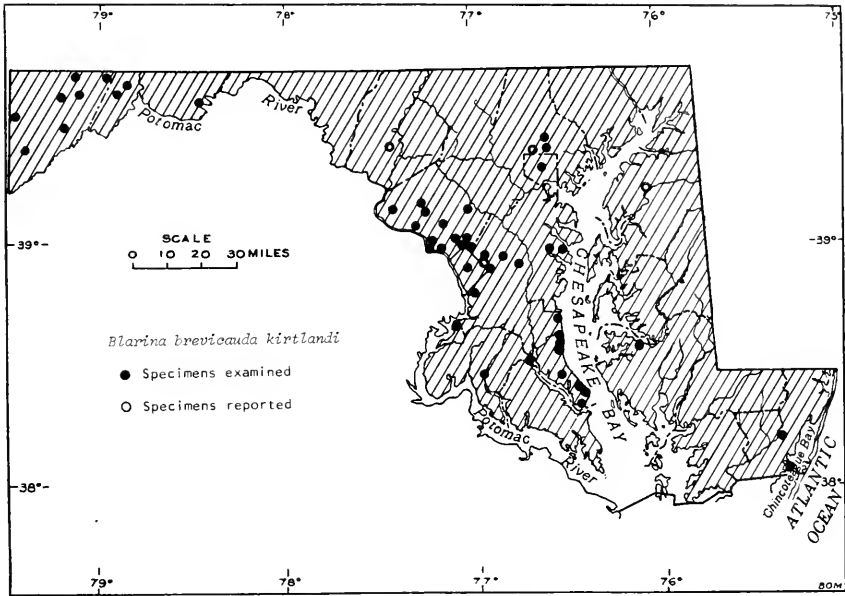 79° 78° 77° 76° 75°
Potomac
River
39°
39°
SCALE
0 10 20 30 MILES
CHESAPEAKE BAY
Blarina brevicauda kirtlandi
● Specimens examined
○ Specimens reported
Potomac
River
38°
38°
Chincoteague Bay
ATLANTIC
OCEAN
79° 78° 77° 76°